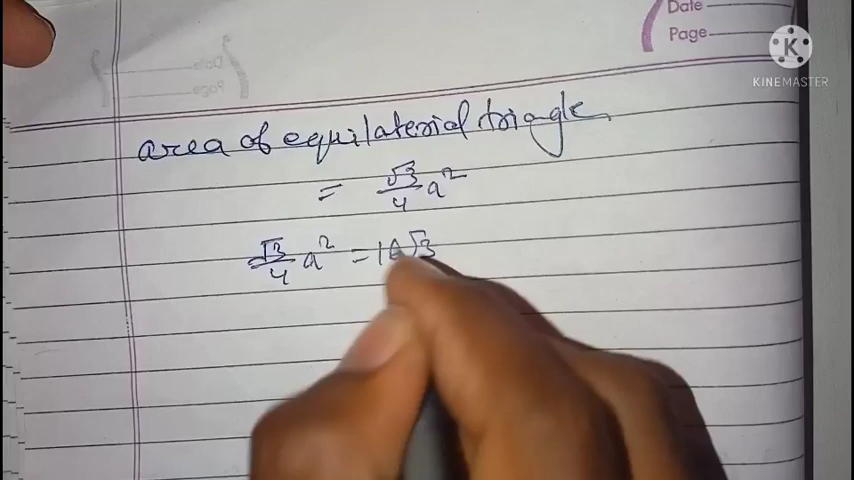 Date
Page
KINEMASTER
area of equilaterial triangle
= √3/4 a²
√3/4 a² = 16√3